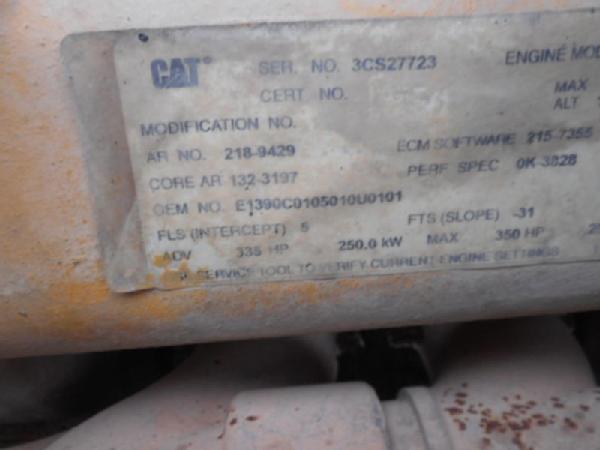 CAT SER. NO. 3CS27723 ENGINE MOD
CERT NO. MAX
ALT
MODIFICATION NO.
AR NO. 218-9429 ECM SOFTWARE 215-7355
CORE AR 132-3197 PERF SPEC 0K-3828
OEM NO. E1390C0105010U0101
FLS (INTERCEPT) 5 FTS (SLOPE) -31
ADV 335 HP 250.0 kW MAX 350 HP
SERVICE TOOL TO VERIFY CURRENT ENGINE SETTINGS